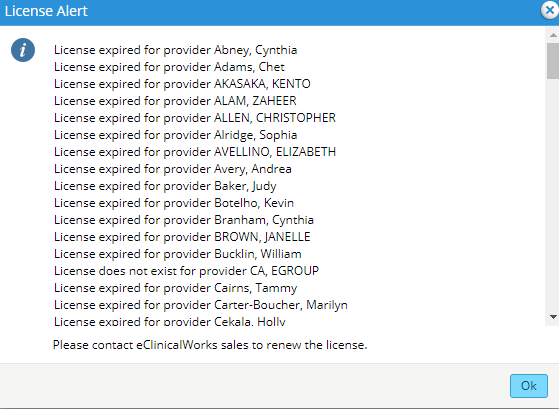 License Alert
License expired for provider Abney, Cynthia
License expired for provider Adams, Chet
License expired for provider AKASAKA, KENTO
License expired for provider ALAM, ZAHEER
License expired for provider ALLEN, CHRISTOPHER
License expired for provider Alridge, Sophia
License expired for provider AVELLINO, ELIZABETH
License expired for provider Avery, Andrea
License expired for provider Baker, Judy
License expired for provider Botelho, Kevin
License expired for provider Branham, Cynthia
License expired for provider BROWN, JANELLE
License expired for provider Bucklin, William
License does not exist for provider CA, EGROUP
License expired for provider Cairns, Tammy
License expired for provider Carter-Boucher, Marilyn
License expired for provider Cekala, Holly
Please contact eClinicalWorks sales to renew the license.
Ok